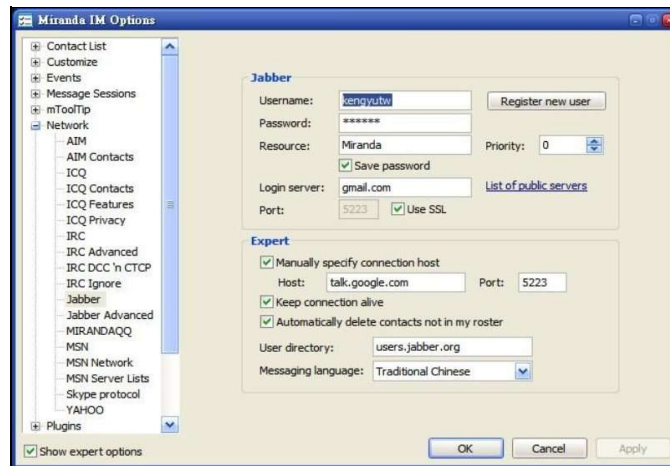 Miranda IM Options
Contact List
Customize
Events
Message Sessions
mToolTip
Network
AIM
AIM Contacts
ICQ
ICQ Contacts
ICQ Features
ICQ Privacy
IRC
IRC Advanced
IRC DCC 'n CTCP
IRC Ignore
Jabber
Jabber Advanced
MIRANDAQQ
MSN
MSN Network
MSN Server Lists
Skype protocol
YAHOO
Plugins
Show expert options
Jabber
Username: kengyutw Register new user
Password: ******
Resource: Miranda Priority: 0
Save password
Login server: gmail.com List of public servers
Port: 5223 Use SSL
Expert
Manually specify connection host
Host: talk.google.com Port: 5223
Keep connection alive
Automatically delete contacts not in my roster
User directory: users.jabber.org
Messaging language: Traditional Chinese
OK Cancel Apply